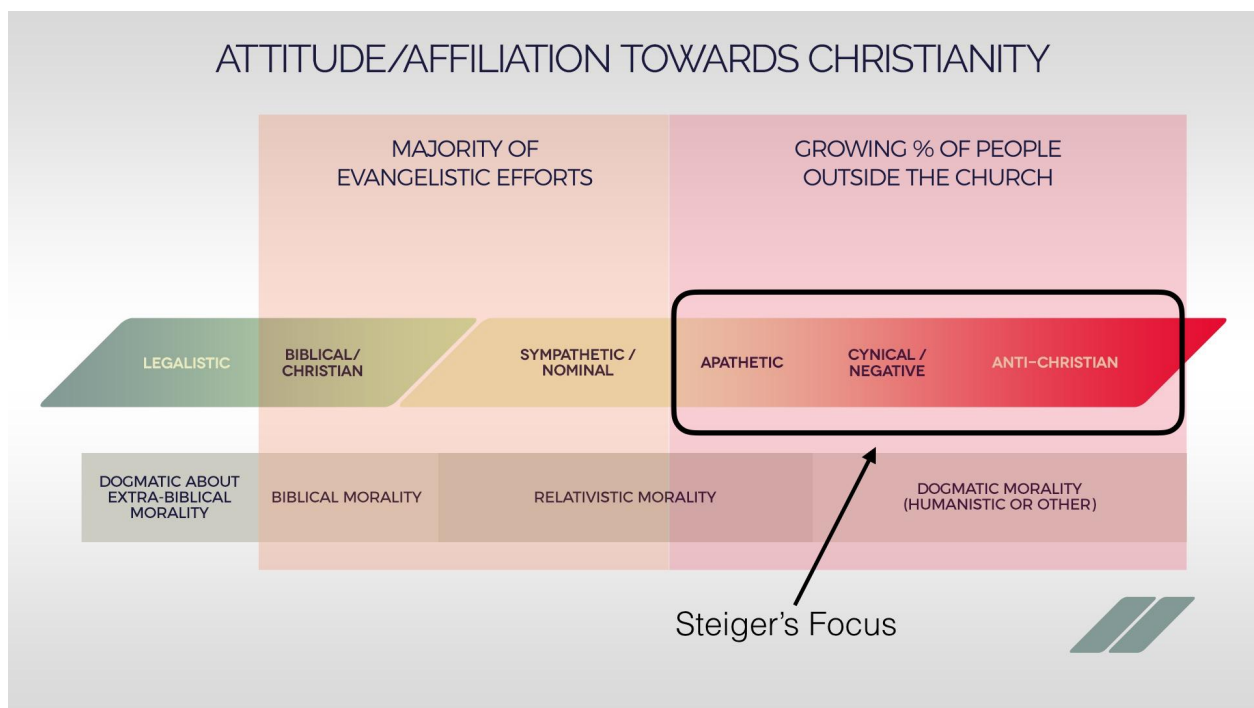 ATTITUDE/AFFILIATION TOWARDS CHRISTIANITY
MAJORITY OF
EVANGELISTIC EFFORTS
GROWING % OF PEOPLE
OUTSIDE THE CHURCH
LEGALISTIC
BIBLICAL/
CHRISTIAN
SYMPATHETIC /
NOMINAL
APATHETIC
CYNICAL /
NEGATIVE
ANTI-CHRISTIAN
DOGMATIC ABOUT
EXTRA-BIBLICAL
MORALITY
BIBLICAL MORALITY
RELATIVISTIC MORALITY
DOGMATIC MORALITY
(HUMANISTIC OR OTHER)
Steiger's Focus